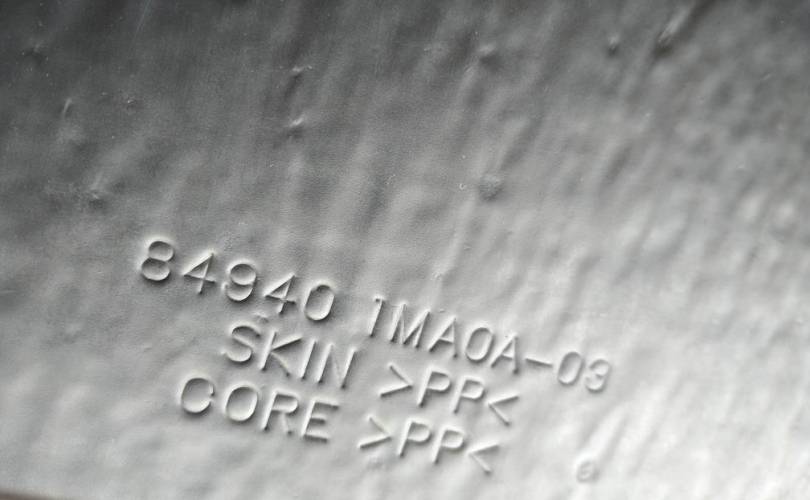 84940 1MA0A-03
SKIN >PP<
CORE >PP<